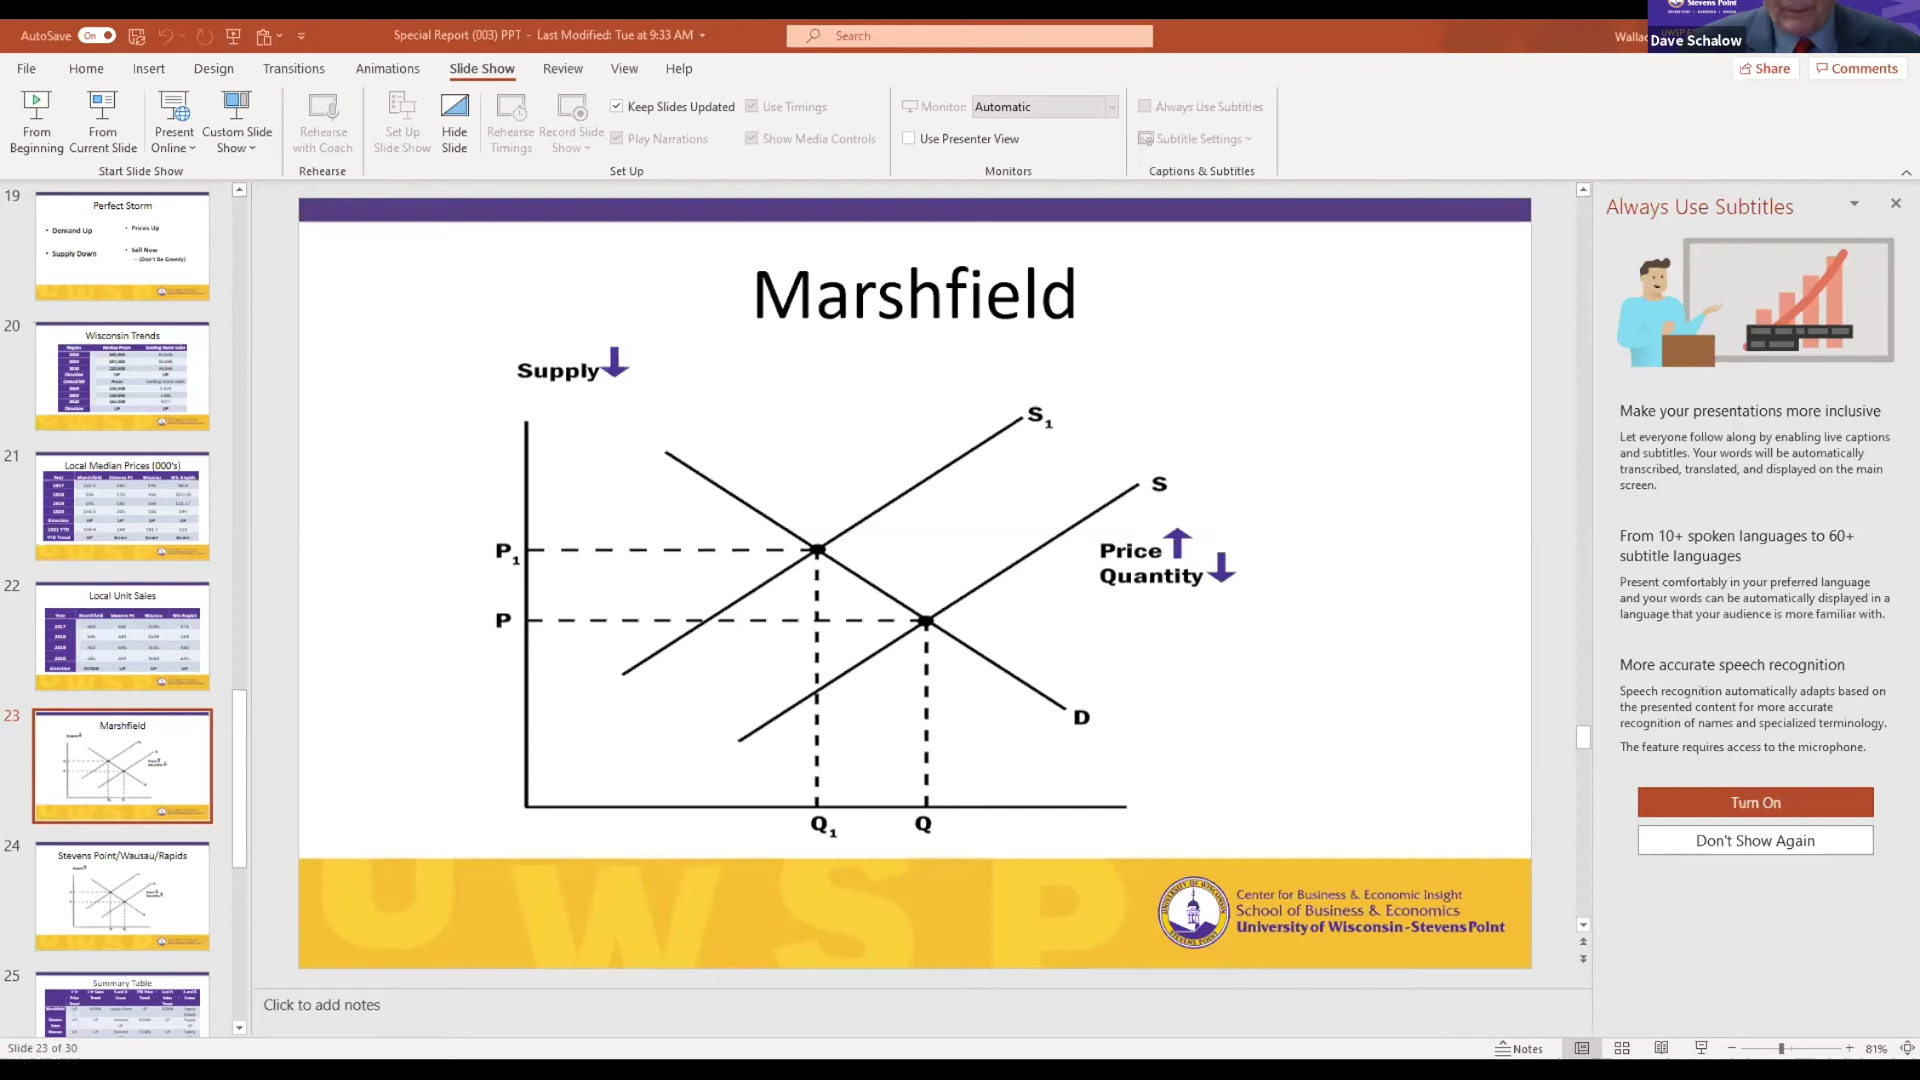 Stevens Point
AutoSave On
Special Report (003) PPT - Last Modified: Tue at 9:33 AM
Search
Dave Schalow
File Home Insert Design Transitions Animations Slide Show Review View Help
Share Comments
From Beginning
From Current Slide
Present Online
Custom Slide Show
Start Slide Show
Rehearse with Coach
Rehearse
Set Up Slide Show
Hide Slide
Rehearse Timings
Record Slide Show
Keep Slides Updated
Play Narrations
Use Timings
Show Media Controls
Set Up
Monitor: Automatic
Use Presenter View
Monitors
Always Use Subtitles
Subtitle Settings
Captions & Subtitles
19
Perfect Storm
• Demand Up
• Supply Down
• Prices Up
• Sell Now
– (Don't Be Greedy)
20
Wisconsin Trends
21
Local Median Prices (000's)
22
Local Unit Sales
23
Marshfield
24
Stevens Point/Wausau/Rapids
25
Summary Table
Marshfield
Supply
S1
S
P1
P
Price
Quantity
D
Q1
Q
UWSP
Center for Business & Economic Insight
School of Business & Economics
University of Wisconsin - Stevens Point
Click to add notes
Always Use Subtitles
Make your presentations more inclusive
Let everyone follow along by enabling live captions
and subtitles. Your words will be automatically
transcribed, translated, and displayed on the main
screen.
From 10+ spoken languages to 60+
subtitle languages
Present comfortably in your preferred language
and your words can be automatically displayed in a
language that your audience is more familiar with.
More accurate speech recognition
Speech recognition automatically adapts based on
the presented content for more accurate
recognition of names and specialized terminology.
The feature requires access to the microphone.
Turn On
Don't Show Again
Slide 23 of 30
Notes
81%